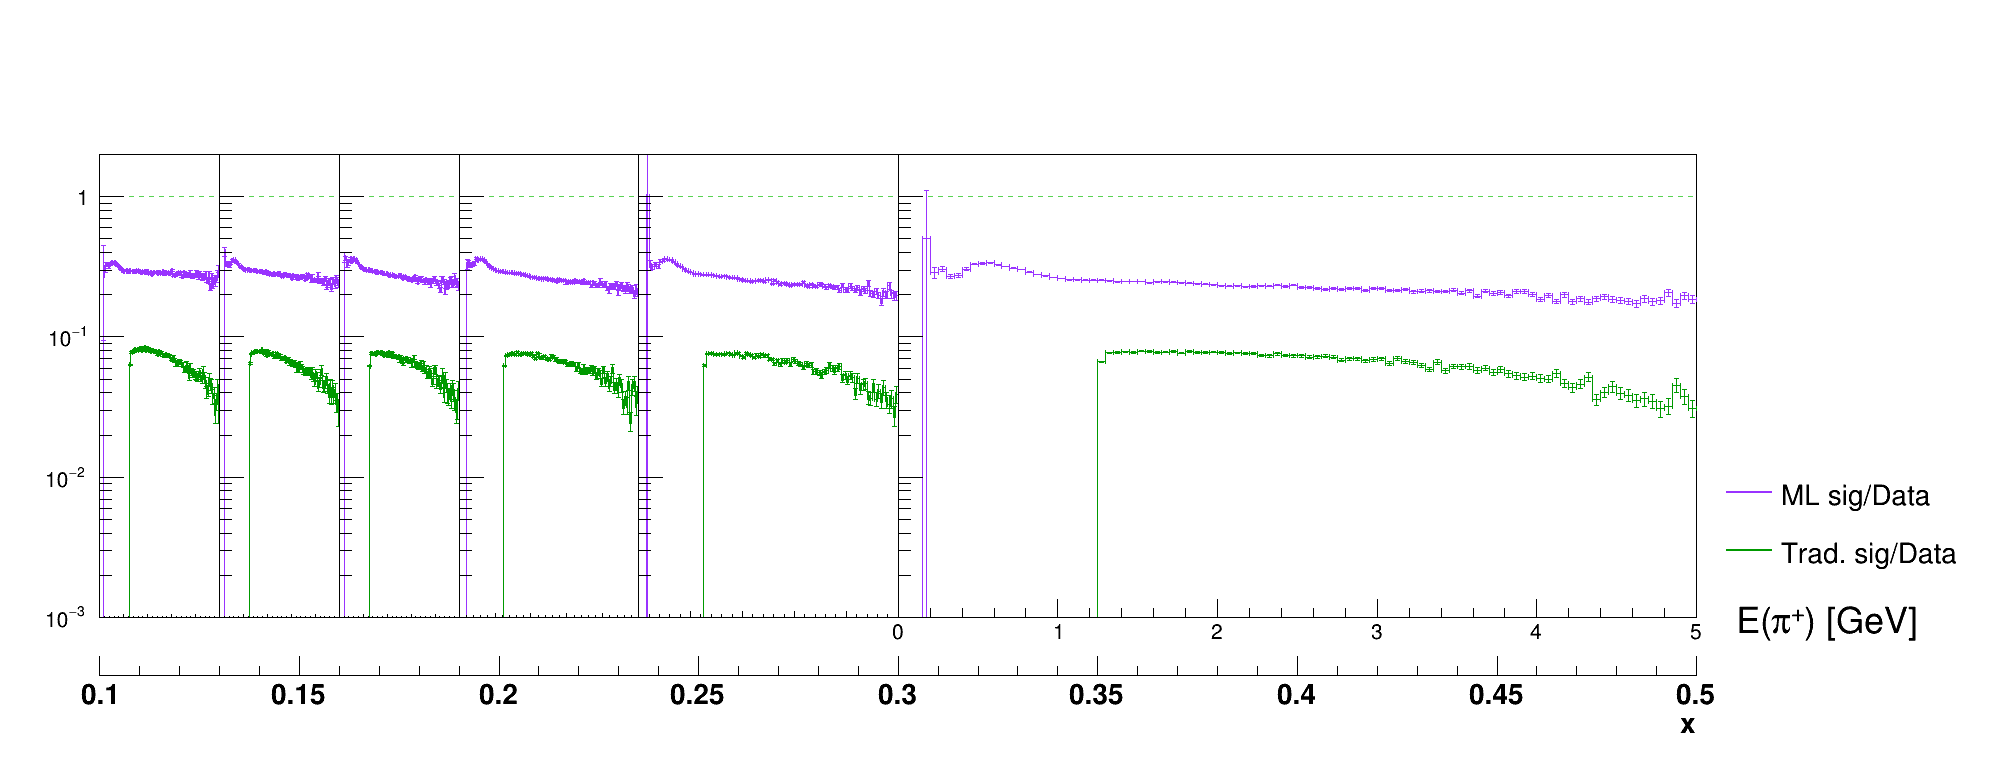 1
10⁻¹
10⁻²
10⁻³
0 1 2 3 4 5
ML sig/Data
Trad. sig/Data
E(π⁺) [GeV]
0.1 0.15 0.2 0.25 0.3 0.35 0.4 0.45 0.5
x